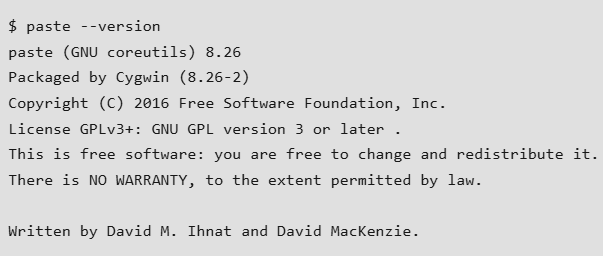 $ paste --version
paste (GNU coreutils) 8.26
Packaged by Cygwin (8.26-2)
Copyright (C) 2016 Free Software Foundation, Inc.
License GPLv3+: GNU GPL version 3 or later .
This is free software: you are free to change and redistribute it.
There is NO WARRANTY, to the extent permitted by law.

Written by David M. Ihnat and David MacKenzie.